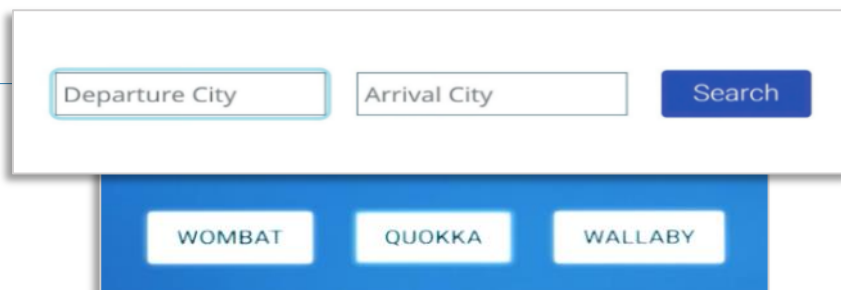 Departure City Arrival City Search
WOMBAT QUOKKA WALLABY